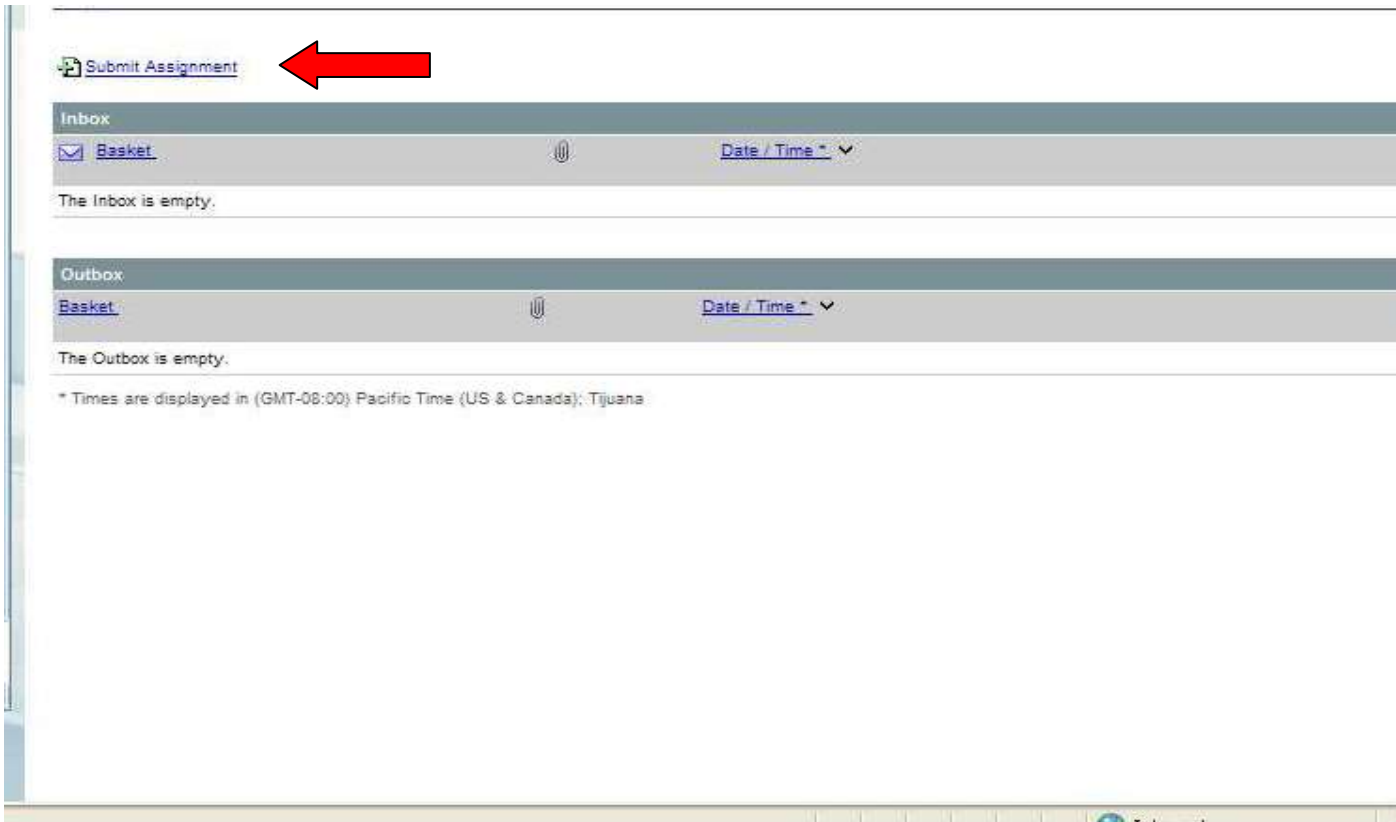 Submit Assignment
Inbox
Basket Date / Time *
The Inbox is empty.
Outbox
Basket Date / Time *
The Outbox is empty.
* Times are displayed in (GMT-08:00) Pacific Time (US & Canada); Tijuana